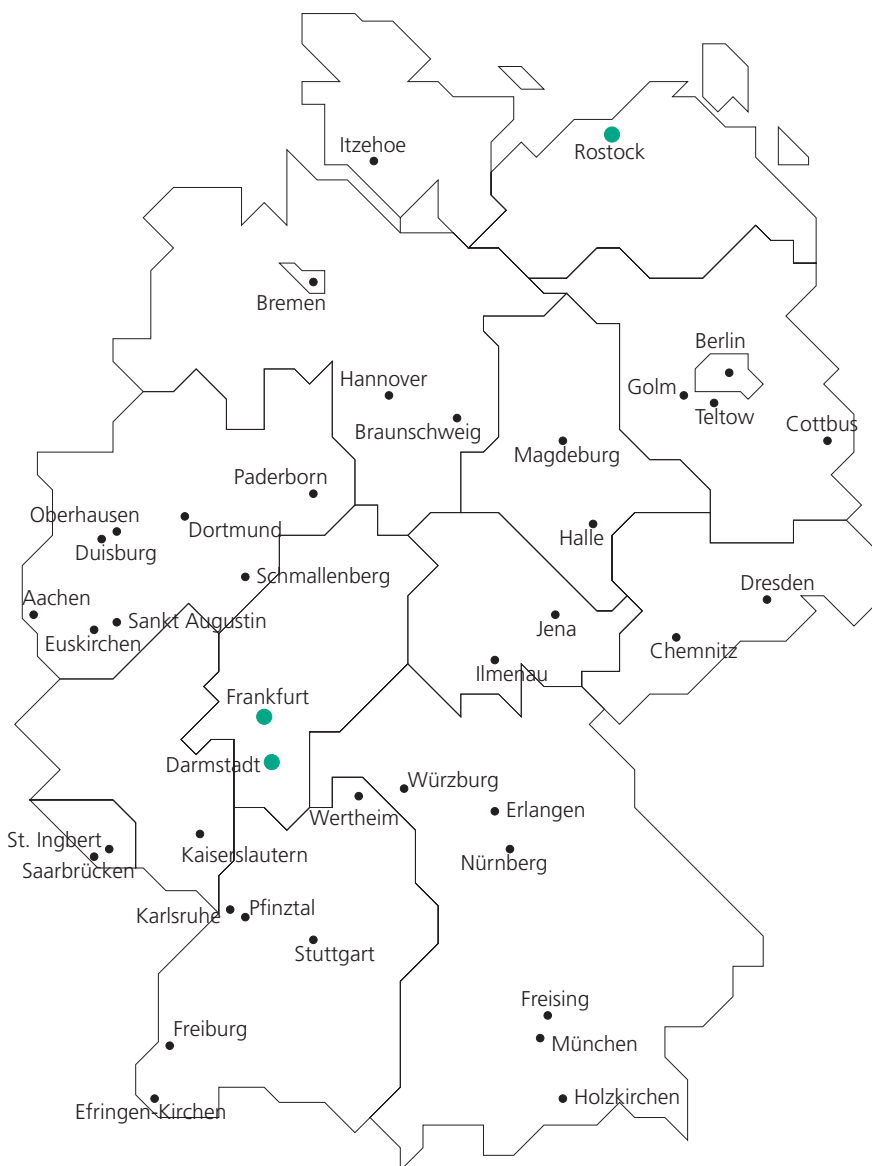 Itzehoe
Rostock
Bremen
Berlin
Hannover
Golm
Teltow
Braunschweig
Cottbus
Magdeburg
Paderborn
Oberhausen
Dortmund
Halle
Duisburg
Schmallenberg
Dresden
Aachen
Sankt Augustin
Jena
Euskirchen
Chemnitz
Ilmenau
Frankfurt
Darmstadt
Würzburg
Wertheim
Erlangen
St. Ingbert
Kaiserslautern
Nürnberg
Saarbrücken
Karlsruhe
Pfinztal
Stuttgart
Freising
Freiburg
München
Efringen-Kirchen
Holzkirchen